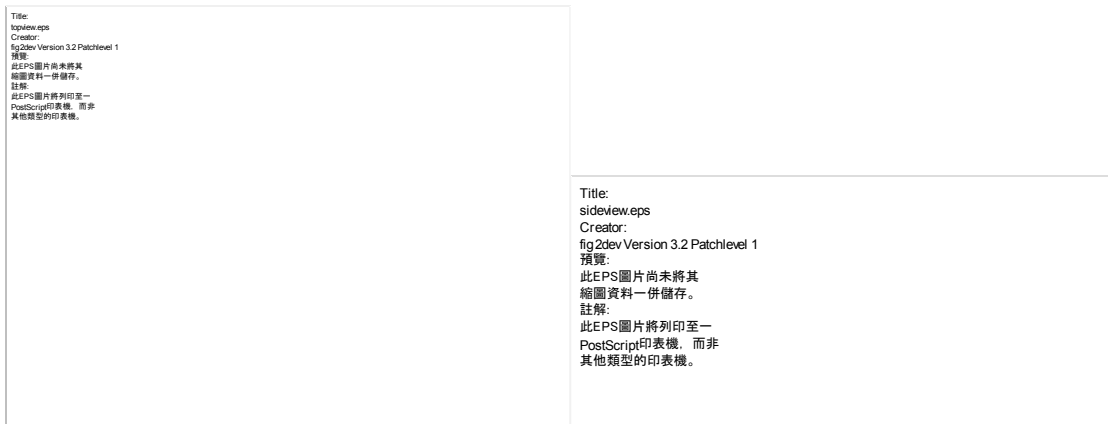 Title:
topview.eps
Creator:
fig2dev Version 3.2 Patchlevel 1
預覽:
此EPS圖片尚未將其
縮圖資料一併儲存。
註解:
此EPS圖片將列印至一
PostScript印表機，而非
其他類型的印表機。
Title:
sideview.eps
Creator:
fig2dev Version 3.2 Patchlevel 1
預覽:
此EPS圖片尚未將其
縮圖資料一併儲存。
註解:
此EPS圖片將列印至一
PostScript印表機，而非
其他類型的印表機。